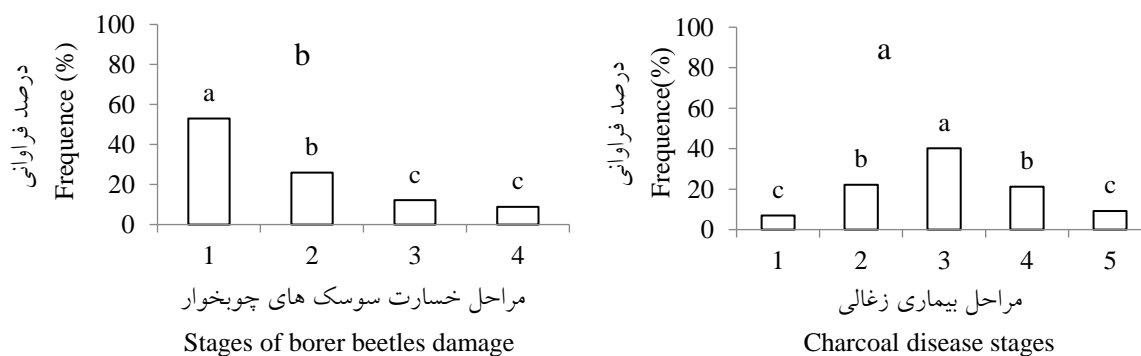 b
درصد فراوانی
Frequence (%)
100
80
60
40
20
0
a
b
c
c
1 2 3 4
مراحل خسارت سوسک های چوبخوار
Stages of borer beetles damage
a
درصد فراوانی
Frequence(%)
100
80
60
40
20
0
c
b
a
b
c
1 2 3 4 5
مراحل بیماری زغالی
Charcoal disease stages